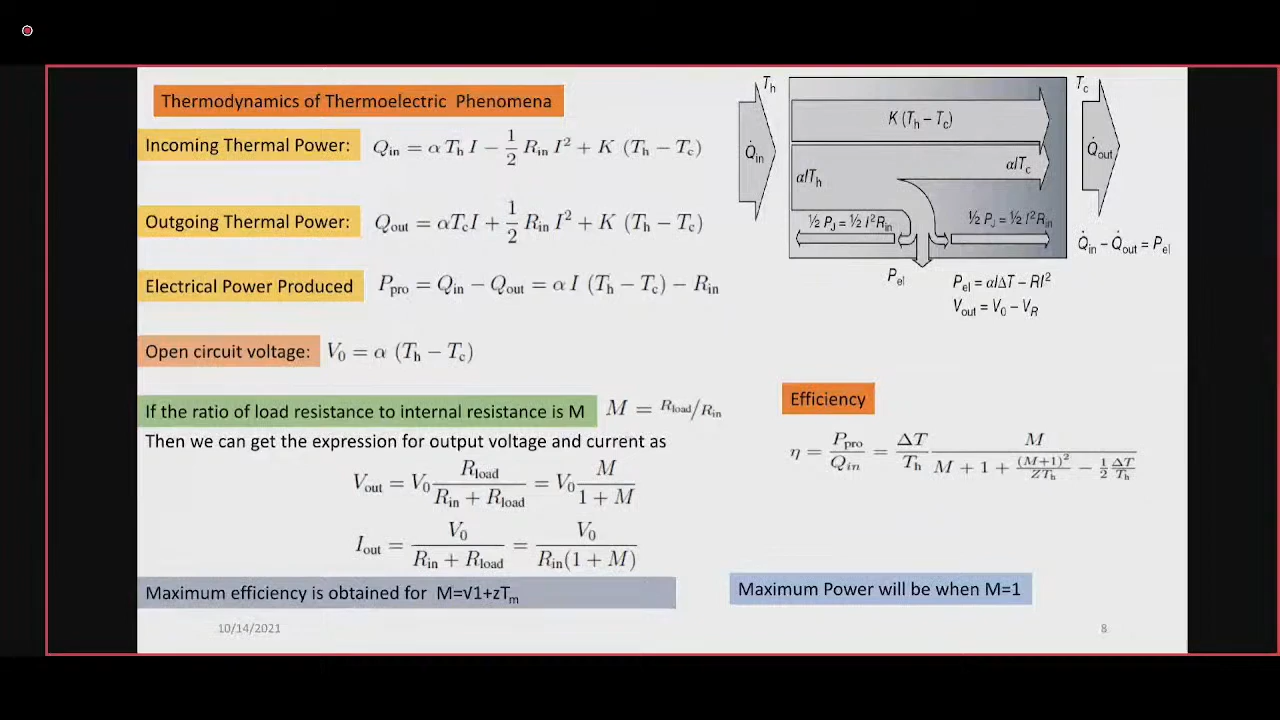 Thermodynamics of Thermoelectric Phenomena
Incoming Thermal Power: Q_in = α T_h I − 1/2 R_in I² + K (T_h − T_c)
Outgoing Thermal Power: Q_out = αT_c I + 1/2 R_in I² + K (T_h − T_c)
Electrical Power Produced P_pro = Q_in − Q_out = α I (T_h − T_c) − R_in
Open circuit voltage: V_0 = α (T_h − T_c)
If the ratio of load resistance to internal resistance is M M = R_load/R_in
Then we can get the expression for output voltage and current as
V_out = V_0 R_load/(R_in + R_load) = V_0 M/(1 + M)
I_out = V_0/(R_in + R_load) = V_0/(R_in(1 + M))
Maximum efficiency is obtained for M=√1+zT_m
T_h
T_c
K (T_h − T_c)
Q̇_in
Q̇_out
αIT_h
αIT_c
½ P_J = ½ I²R_in
½ P_J = ½ I²R_in
Q̇_in − Q̇_out = P_el
P_el
P_el = αIΔT − RI²
V_out = V_0 − V_R
Efficiency
η = P_pro/Q_in = ΔT/T_h M/(M + 1 + (M+1)²/ZT_h − 1/2 ΔT/T_h)
Maximum Power will be when M=1
10/14/2021
8